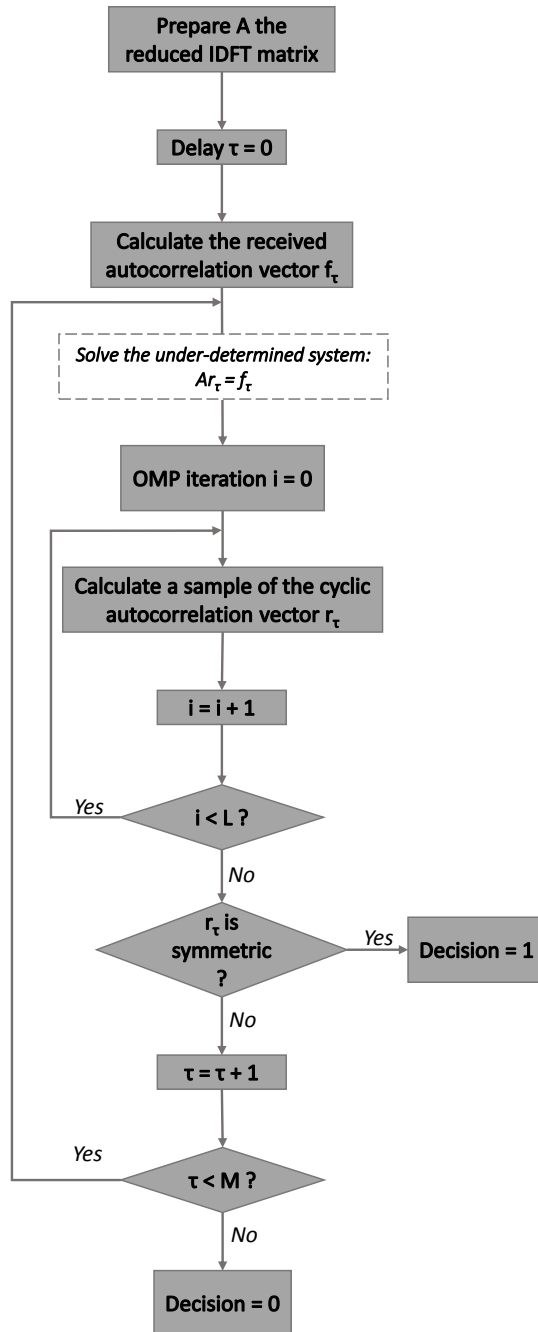 Prepare A the
reduced IDFT matrix
Delay τ = 0
Calculate the received
autocorrelation vector fτ
Solve the under-determined system:
Arτ = fτ
OMP iteration i = 0
Calculate a sample of the cyclic
autocorrelation vector rτ
i = i + 1
Yes
i < L ?
No
rτ is
symmetric
?
Yes
Decision = 1
No
τ = τ + 1
Yes
τ < M ?
No
Decision = 0